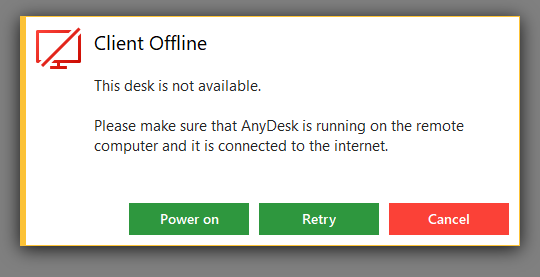 Client Offline
This desk is not available.
Please make sure that AnyDesk is running on the remote
computer and it is connected to the internet.
Power on
Retry
Cancel